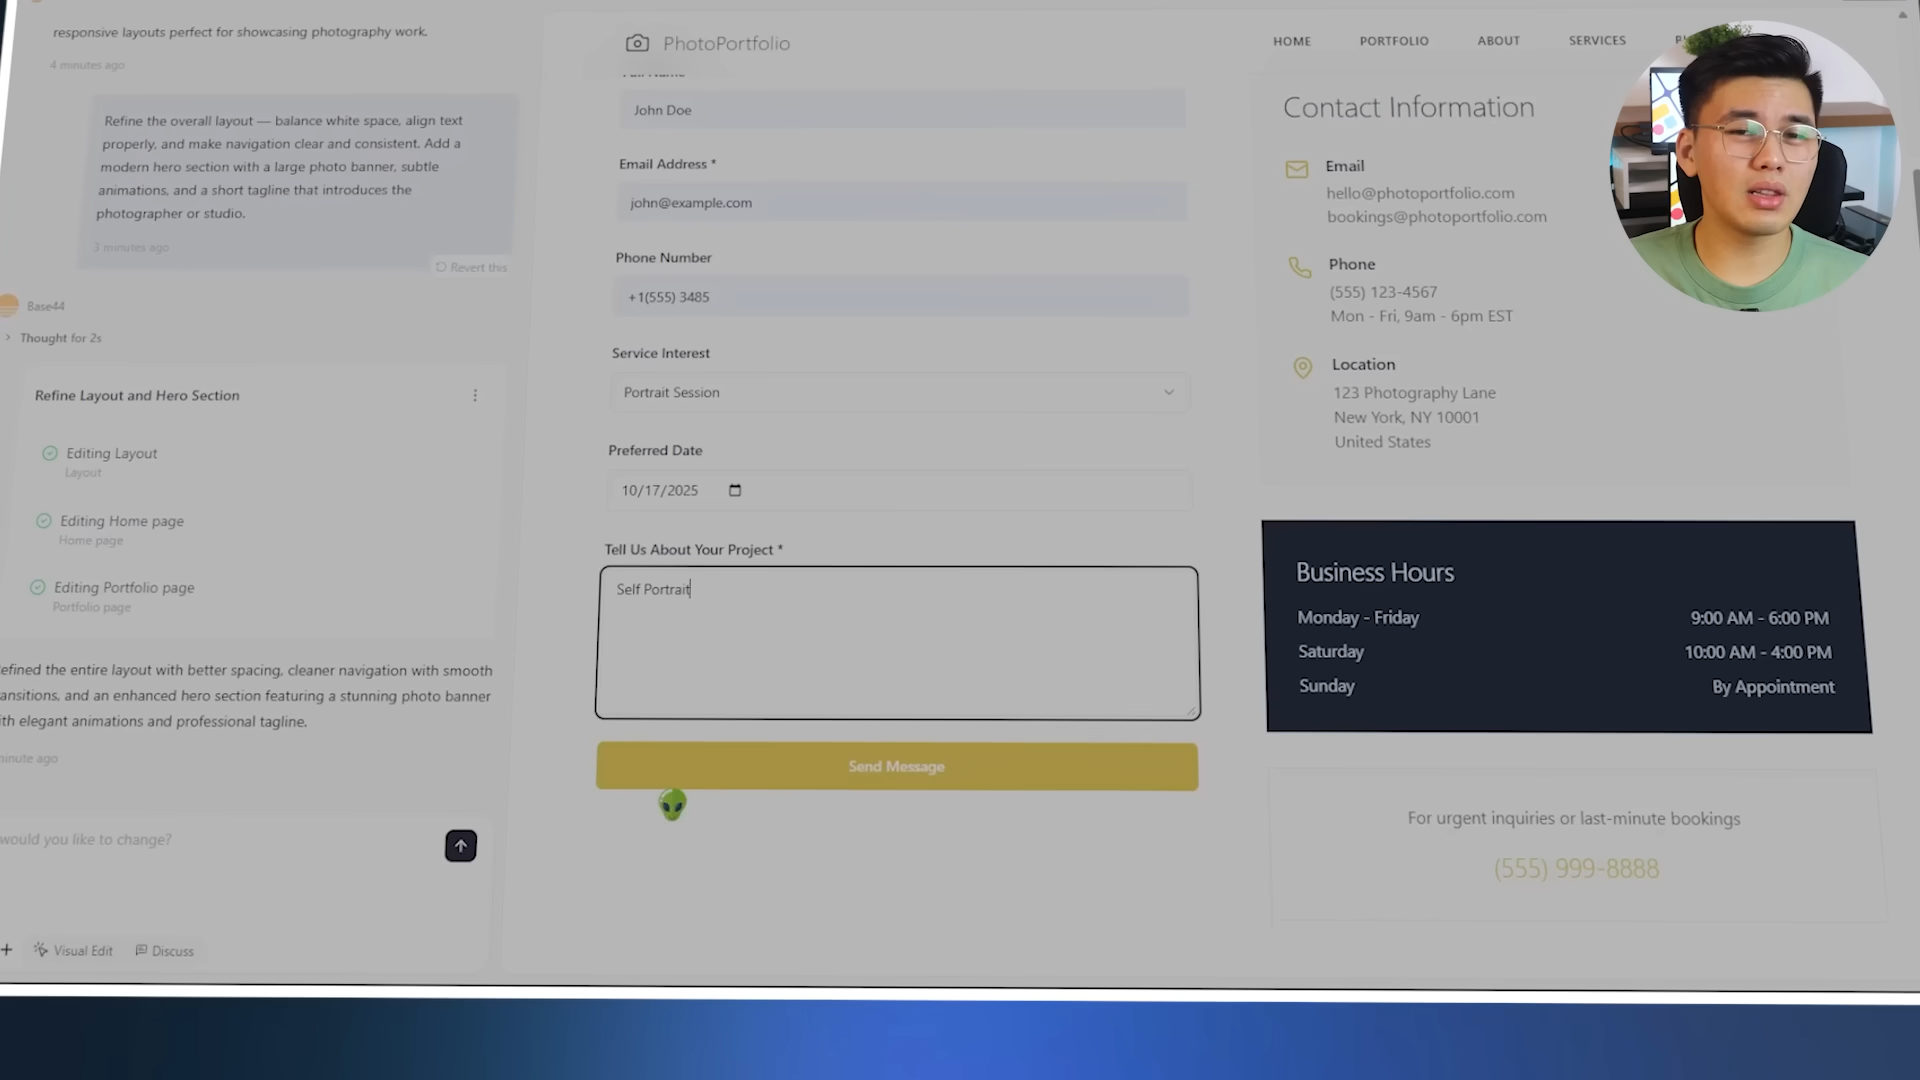 responsive layouts perfect for showcasing photography work.
4 minutes ago
Refine the overall layout — balance white space, align text
properly, and make navigation clear and consistent. Add a
modern hero section with a large photo banner, subtle
animations, and a short tagline that introduces the
photographer or studio.
3 minutes ago
Revert this
Base44
Thought for 2s
Refine Layout and Hero Section
Editing Layout
Layout
Editing Home page
Home page
Editing Portfolio page
Portfolio page
efined the entire layout with better spacing, cleaner navigation with smooth
ansitions, and an enhanced hero section featuring a stunning photo banner
ith elegant animations and professional tagline.
minute ago
would you like to change?
Visual Edit
Discuss
PhotoPortfolio
HOME
PORTFOLIO
ABOUT
SERVICES
John Doe
Email Address *
john@example.com
Phone Number
+1(555) 3485
Service Interest
Portrait Session
Preferred Date
10/17/2025
Tell Us About Your Project *
Self Portrait
Send Message
Contact Information
Email
hello@photoportfolio.com
bookings@photoportfolio.com
Phone
(555) 123-4567
Mon - Fri, 9am - 6pm EST
Location
123 Photography Lane
New York, NY 10001
United States
Business Hours
Monday - Friday 9:00 AM - 6:00 PM
Saturday 10:00 AM - 4:00 PM
Sunday By Appointment
For urgent inquiries or last-minute bookings
(555) 999-8888